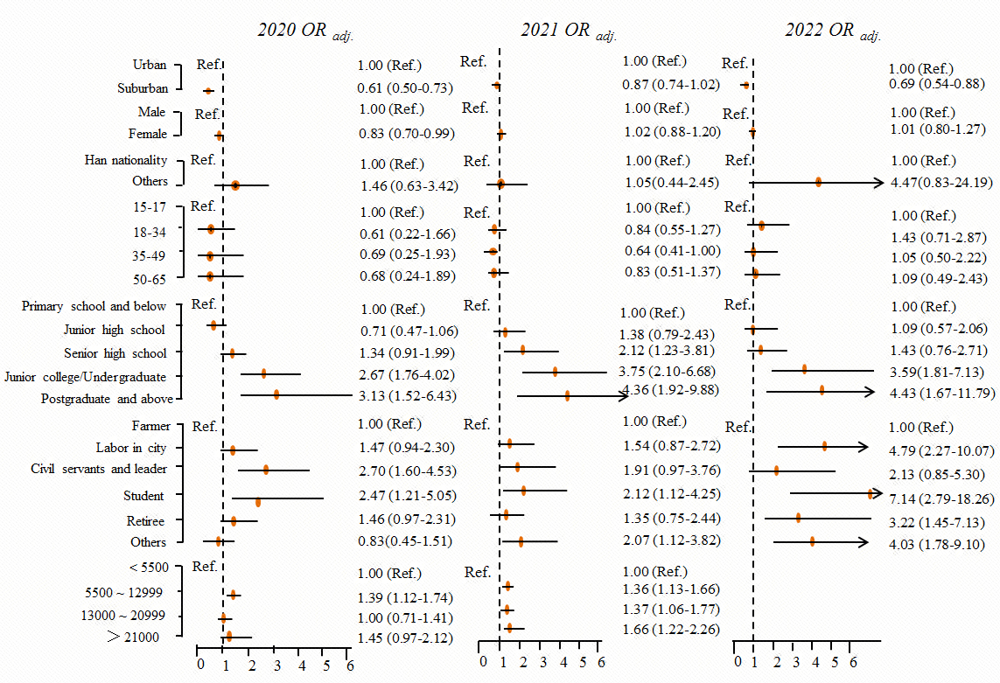 2020 OR adj. 2021 OR adj. 2022 OR adj.
Urban Ref. 1.00 (Ref.) Ref. 1.00 (Ref.) Ref. 1.00 (Ref.)
Suburban 0.61 (0.50-0.73) 0.87 (0.74-1.02) 0.69 (0.54-0.88)
Male Ref. 1.00 (Ref.) Ref. 1.00 (Ref.) 1.00 (Ref.)
Female 0.83 (0.70-0.99) 1.02 (0.88-1.20) 1.01 (0.80-1.27)
Han nationality Ref. 1.00 (Ref.) Ref. 1.00 (Ref.) Ref. 1.00 (Ref.)
Others 1.46 (0.63-3.42) 1.05(0.44-2.45) 4.47(0.83-24.19)
15-17 Ref. 1.00 (Ref.) Ref. 1.00 (Ref.) Ref. 1.00 (Ref.)
18-34 0.61 (0.22-1.66) 0.84 (0.55-1.27) 1.43 (0.71-2.87)
35-49 0.69 (0.25-1.93) 0.64 (0.41-1.00) 1.05 (0.50-2.22)
50-65 0.68 (0.24-1.89) 0.83 (0.51-1.37) 1.09 (0.49-2.43)
Primary school and below Ref. 1.00 (Ref.) Ref. 1.00 (Ref.) Ref. 1.00 (Ref.)
Junior high school 0.71 (0.47-1.06) 1.38 (0.79-2.43) 1.09 (0.57-2.06)
Senior high school 1.34 (0.91-1.99) 2.12 (1.23-3.81) 1.43 (0.76-2.71)
Junior college/Undergraduate 2.67 (1.76-4.02) 3.75 (2.10-6.68) 3.59(1.81-7.13)
Postgraduate and above 3.13 (1.52-6.43) 4.36 (1.92-9.88) 4.43 (1.67-11.79)
Farmer Ref. 1.00 (Ref.) Ref. 1.00 (Ref.) Ref. 1.00 (Ref.)
Labor in city 1.47 (0.94-2.30) 1.54 (0.87-2.72) 4.79 (2.27-10.07)
Civil servants and leader 2.70 (1.60-4.53) 1.91 (0.97-3.76) 2.13 (0.85-5.30)
Student 2.47 (1.21-5.05) 2.12 (1.12-4.25) 7.14 (2.79-18.26)
Retiree 1.46 (0.97-2.31) 1.35 (0.75-2.44) 3.22 (1.45-7.13)
Others 0.83(0.45-1.51) 2.07 (1.12-3.82) 4.03 (1.78-9.10)
< 5500 Ref. 1.00 (Ref.) Ref. 1.00 (Ref.)
5500 ~ 12999 1.39 (1.12-1.74) 1.36 (1.13-1.66)
13000 ~ 20999 1.00 (0.71-1.41) 1.37 (1.06-1.77)
> 21000 1.45 (0.97-2.12) 1.66 (1.22-2.26)
0 1 2 3 4 5 6 0 1 2 3 4 5 6 0 1 2 3 4 5 6